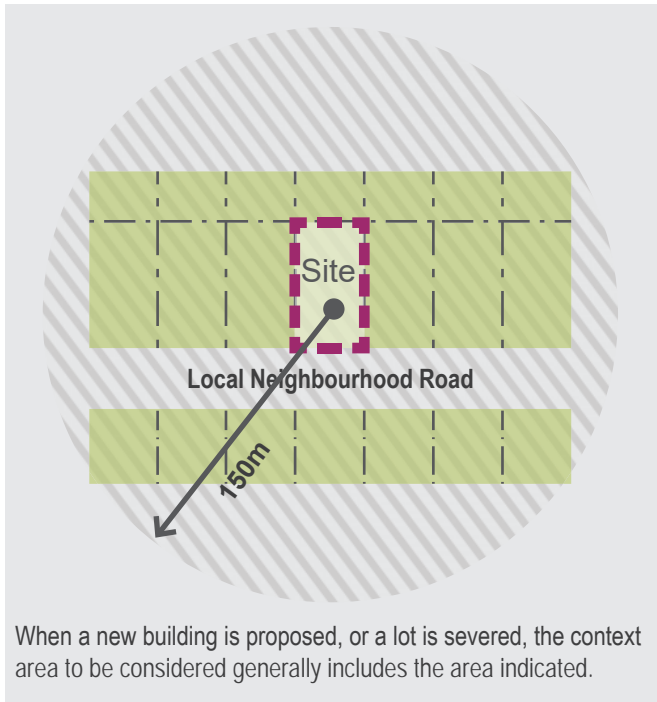 Site
Local Neighbourhood Road
150m
When a new building is proposed, or a lot is severed, the context
area to be considered generally includes the area indicated.